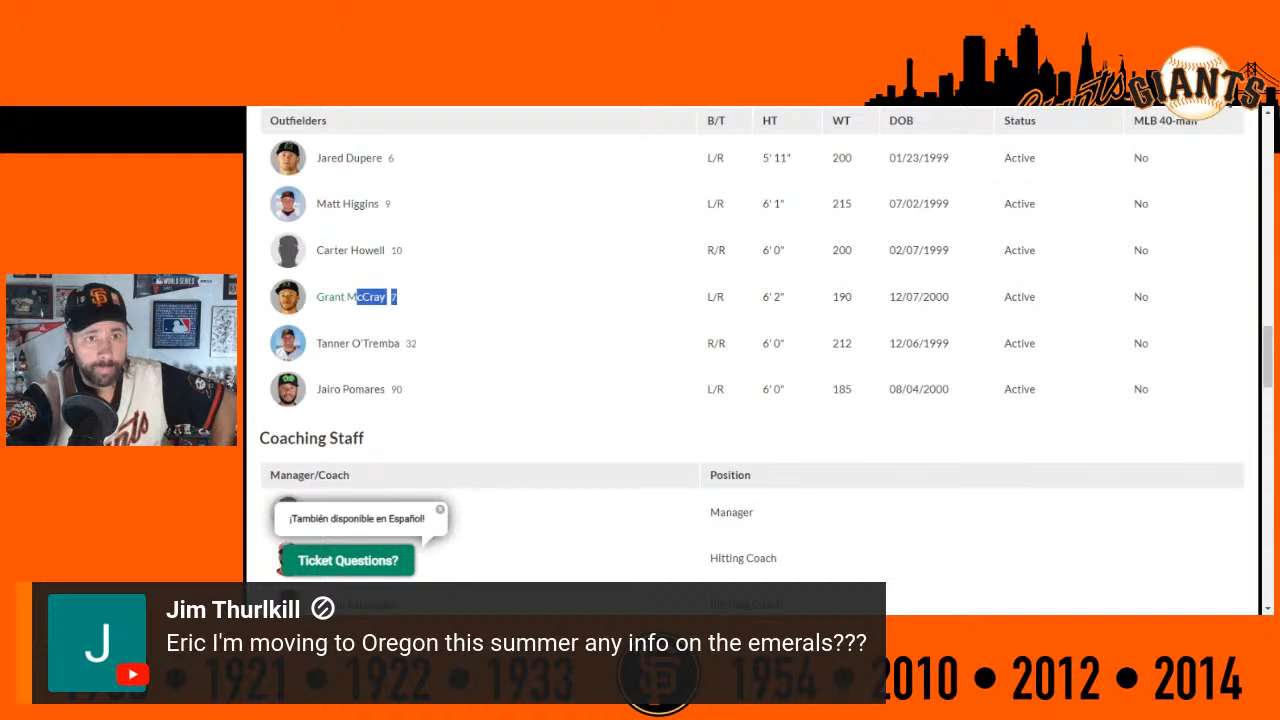 GIANTS
Outfielders B/T HT WT DOB Status MLB 40-man
Jared Dupere 6 L/R 5' 11" 200 01/23/1999 Active No
Matt Higgins 9 L/R 6' 1" 215 07/02/1999 Active No
Carter Howell 10 R/R 6' 0" 200 02/07/1999 Active No
Grant McCray 7 L/R 6' 2" 190 12/07/2000 Active No
Tanner O'Tremba 32 R/R 6' 0" 212 12/06/1999 Active No
Jairo Pomares 90 L/R 6' 0" 185 08/04/2000 Active No
Coaching Staff
Manager/Coach Position
Manager
¡También disponible en Español!
Hitting Coach
Ticket Questions?
Jim Thurlkill
J
Eric I'm moving to Oregon this summer any info on the emerals???
1921 • 1922 • 1933 SF 1954 • 2010 • 2012 • 2014